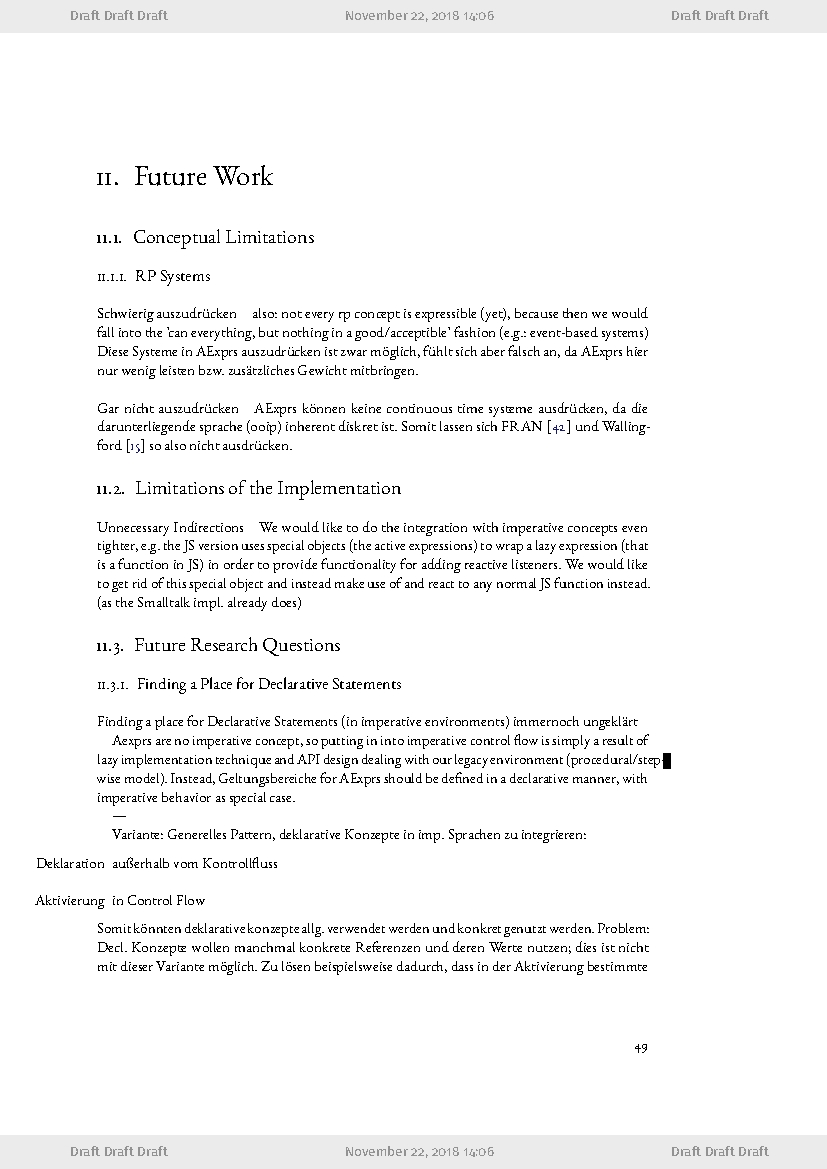 Draft Draft Draft November 22, 2018 14:06 Draft Draft Draft
11. Future Work
11.1. Conceptual Limitations
11.1.1. RP Systems
Schwierig auszudrücken also: not every rp concept is expressible (yet), because then we would
fall into the 'can everything, but nothing in a good/acceptible' fashion (e.g.: event-based systems)
Diese Systeme in AExprs auszudrücken ist zwar möglich, fühlt sich aber falsch an, da AExprs hier
nur wenig leisten bzw. zusätzliches Gewicht mitbringen.
Gar nicht auszudrücken AExprs können keine continuous time systeme ausdrücken, da die
darunterliegende sprache (ooip) inherent diskret ist. Somit lassen sich FRAN [42] und Walling-
ford [15] so also nicht ausdrücken.
11.2. Limitations of the Implementation
Unnecessary Indirections We would like to do the integration with imperative concepts even
tighter, e.g. the JS version uses special objects (the active expressions) to wrap a lazy expression (that
is a function in JS) in order to provide functionality for adding reactive listeners. We would like
to get rid of this special object and instead make use of and react to any normal JS function instead.
(as the Smalltalk impl. already does)
11.3. Future Research Questions
11.3.1. Finding a Place for Declarative Statements
Finding a place for Declarative Statements (in imperative environments) immernoch ungeklärt
Aexprs are no imperative concept, so putting in into imperative control flow is simply a result of
lazy implementation technique and API design dealing with our legacy environment (procedural/step-
wise model). Instead, Geltungsbereiche for AExprs should be defined in a declarative manner, with
imperative behavior as special case.
—
Variante: Generelles Pattern, deklarative Konzepte in imp. Sprachen zu integrieren:
Deklaration außerhalb vom Kontrollfluss
Aktivierung in Control Flow
Somit könnten deklarative konzepte allg. verwendet werden und konkret genutzt werden. Problem:
Decl. Konzepte wollen manchmal konkrete Referenzen und deren Werte nutzen; dies ist nicht
mit dieser Variante möglich. Zu lösen beispielsweise dadurch, dass in der Aktivierung bestimmte
49
Draft Draft Draft November 22, 2018 14:06 Draft Draft Draft